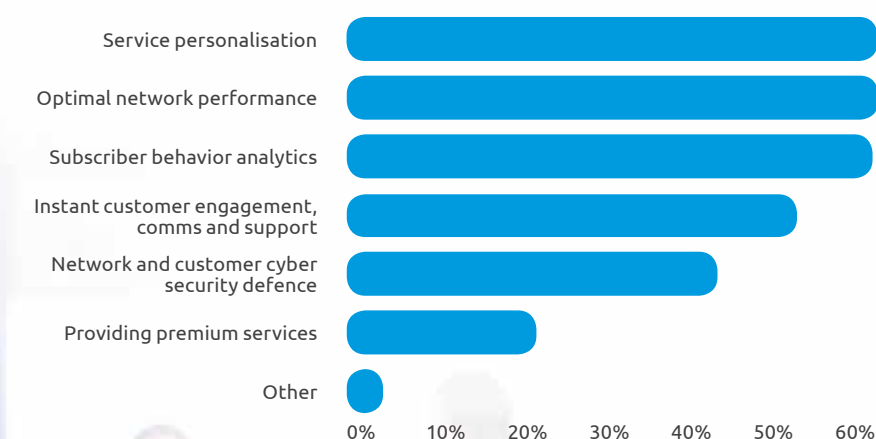 Service personalisation
Optimal network performance
Subscriber behavior analytics
Instant customer engagement,
comms and support
Network and customer cyber
security defence
Providing premium services
Other
0% 10% 20% 30% 40% 50% 60%